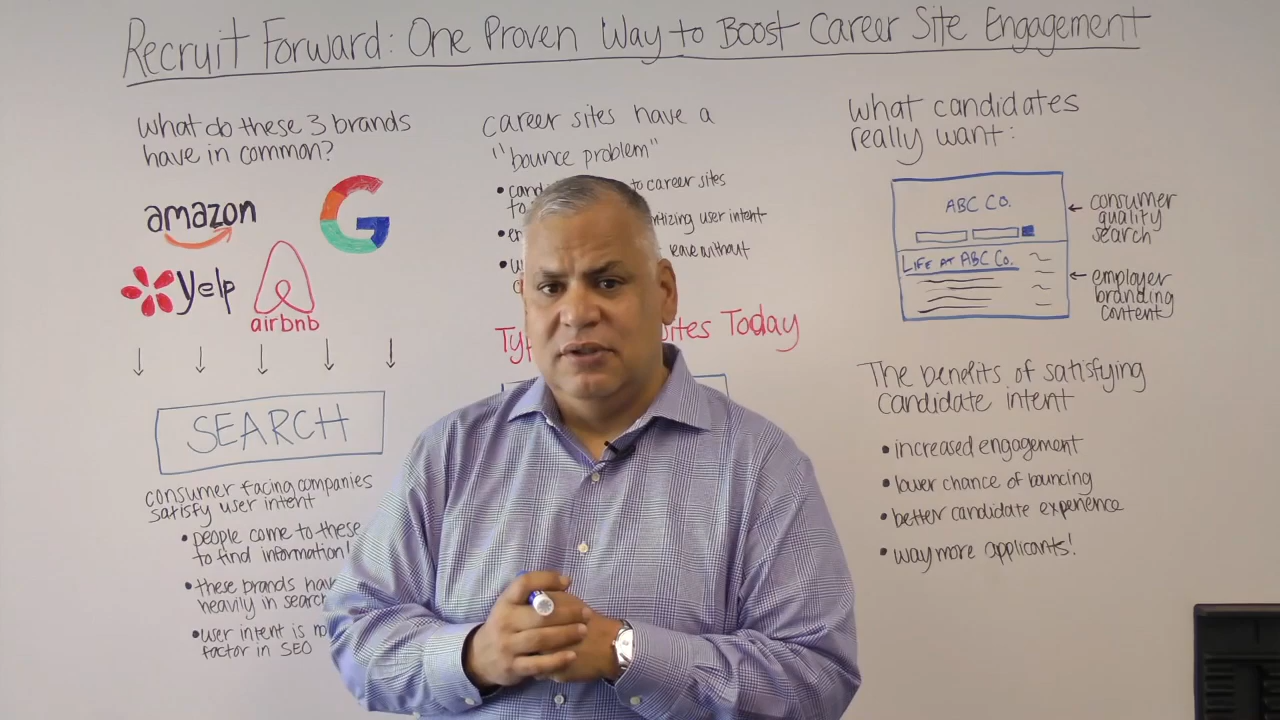 Recruit Forward: One Proven Way to Boost Career Site Engagement
What do these 3 brands
have in common?
amazon
G
yelp
airbnb
SEARCH
consumer facing companies
satisfy user intent
• people come to these
to find information!
• these brands
heavily in search
• user intent is
factor in SEO
career sites have a
"bounce problem"
• to career sites
user intent
• leave without
Sites Today
What candidates
really want:
ABC CO.
LIFE AT ABC CO.
← consumer
quality
search
← employer
branding
content
The benefits of satisfying
candidate intent
• increased engagement
• lower chance of bouncing
• better candidate experience
• way more applicants!